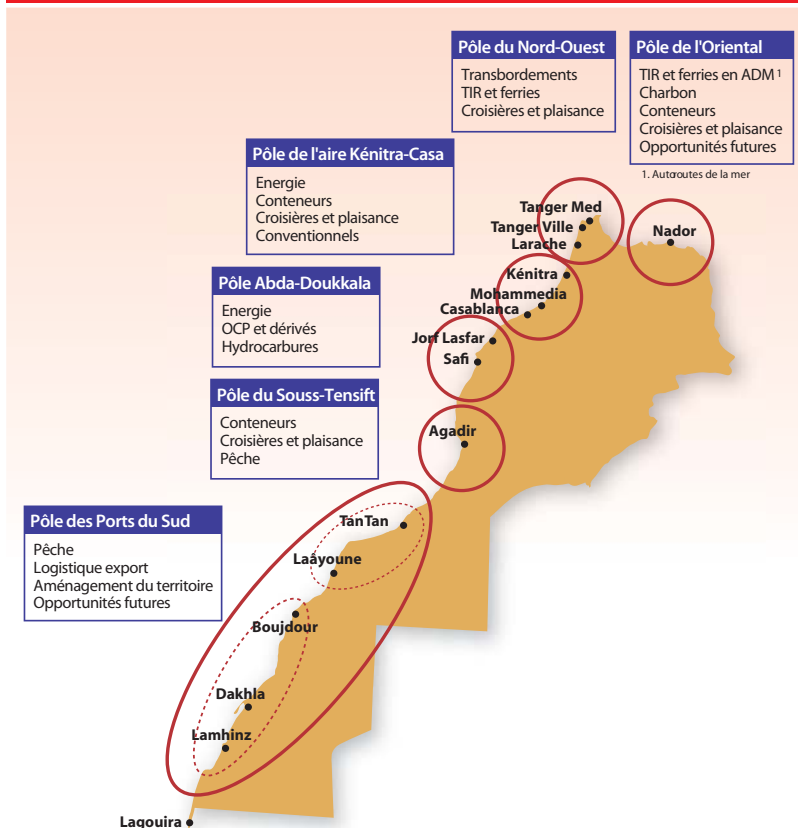 Pôle du Nord-Ouest
Transbordements
TIR et ferries
Croisières et plaisance
Pôle de l'Oriental
TIR et ferries en ADM 1
Charbon
Conteneurs
Croisières et plaisance
Opportunités futures
1. Autoroutes de la mer
Pôle de l'aire Kénitra-Casa
Energie
Conteneurs
Croisières et plaisance
Conventionnels
Pôle Abda-Doukkala
Energie
OCP et dérivés
Hydrocarbures
Pôle du Souss-Tensift
Conteneurs
Croisières et plaisance
Pêche
Pôle des Ports du Sud
Pêche
Logistique export
Aménagement du territoire
Opportunités futures
Tanger Med
Tanger Ville
Larache
Nador
Kénitra
Mohammedia
Casablanca
Jorf Lasfar
Safi
Agadir
TanTan
Laâyoune
Boujdour
Dakhla
Lamhinz
Lagouira